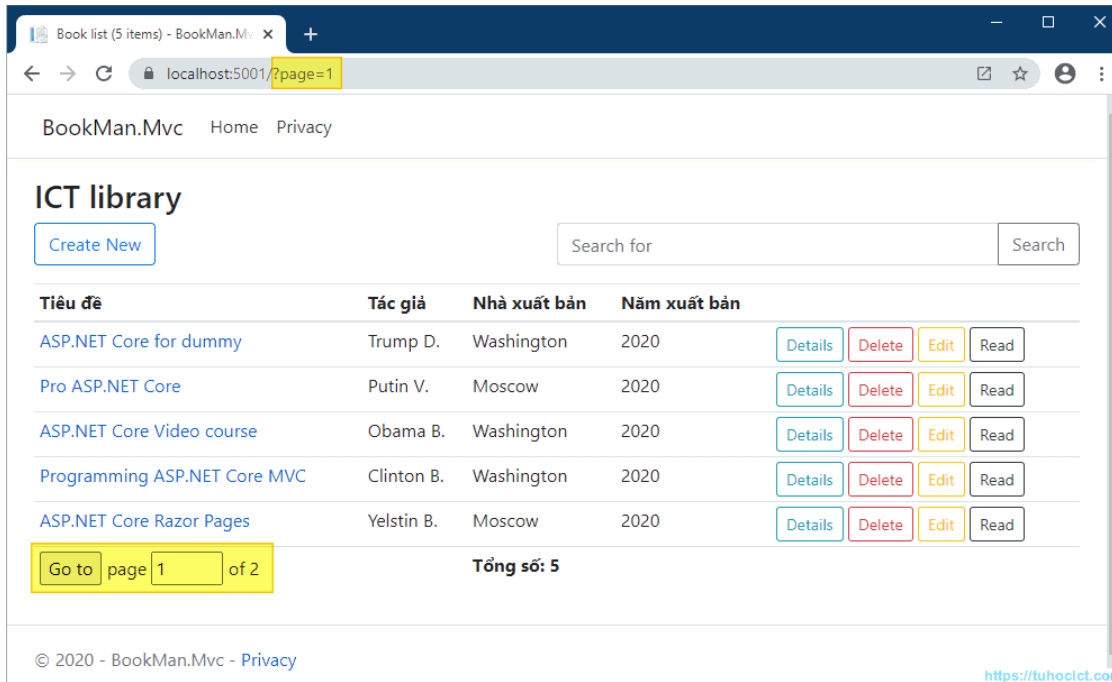 Book list (5 items) - BookMan.Mv
localhost:5001/?page=1
BookMan.Mvc Home Privacy
ICT library
Create New Search for Search
Tiêu đề Tác giả Nhà xuất bản Năm xuất bản
ASP.NET Core for dummy Trump D. Washington 2020 Details Delete Edit Read
Pro ASP.NET Core Putin V. Moscow 2020 Details Delete Edit Read
ASP.NET Core Video course Obama B. Washington 2020 Details Delete Edit Read
Programming ASP.NET Core MVC Clinton B. Washington 2020 Details Delete Edit Read
ASP.NET Core Razor Pages Yelstin B. Moscow 2020 Details Delete Edit Read
Go to page 1 of 2 Tổng số: 5
© 2020 - BookMan.Mvc - Privacy
https://tuhocict.com